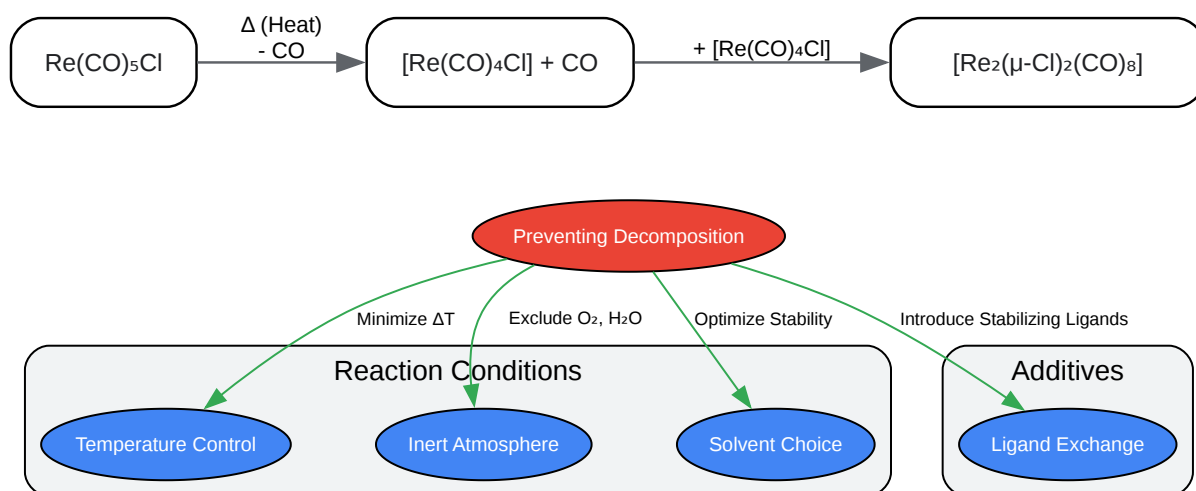 Δ (Heat)
- CO
Re(CO)₅Cl
[Re(CO)₄Cl] + CO
+ [Re(CO)₄Cl]
[Re₂(μ-Cl)₂(CO)₈]
Preventing Decomposition
Minimize ΔT
Exclude O₂, H₂O
Optimize Stability
Introduce Stabilizing Ligands
Reaction Conditions
Additives
Temperature Control
Inert Atmosphere
Solvent Choice
Ligand Exchange